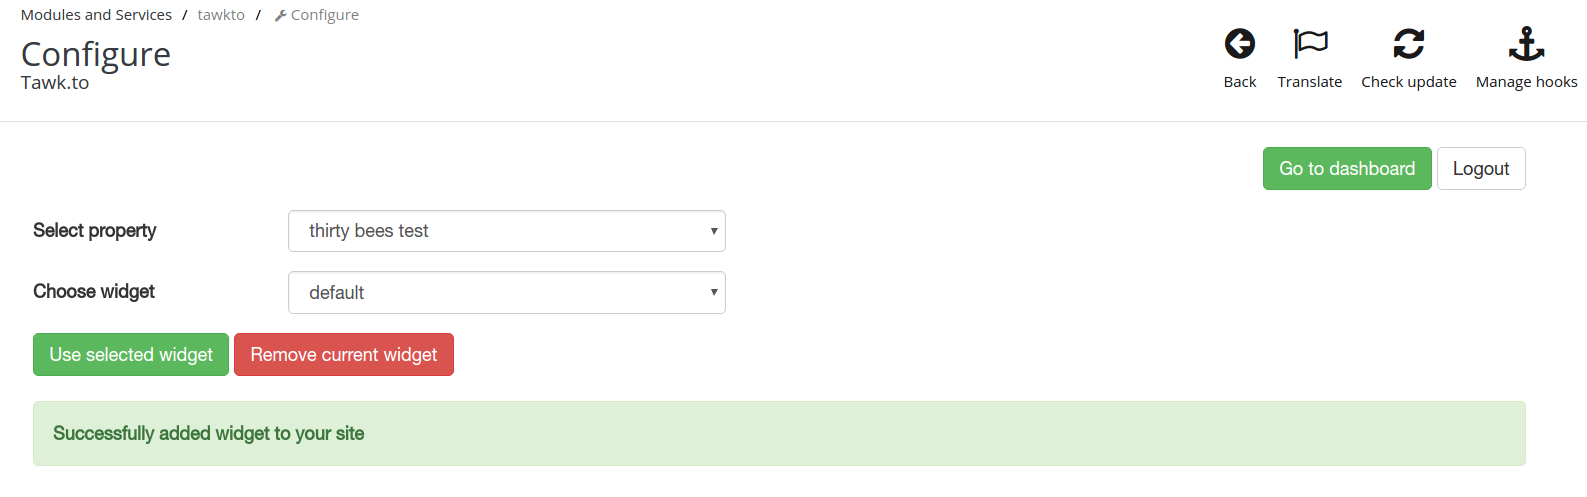 Modules and Services / tawkto / Configure
Configure
Tawk.to
Back Translate Check update Manage hooks
Go to dashboard Logout
Select property thirty bees test
Choose widget default
Use selected widget Remove current widget
Successfully added widget to your site